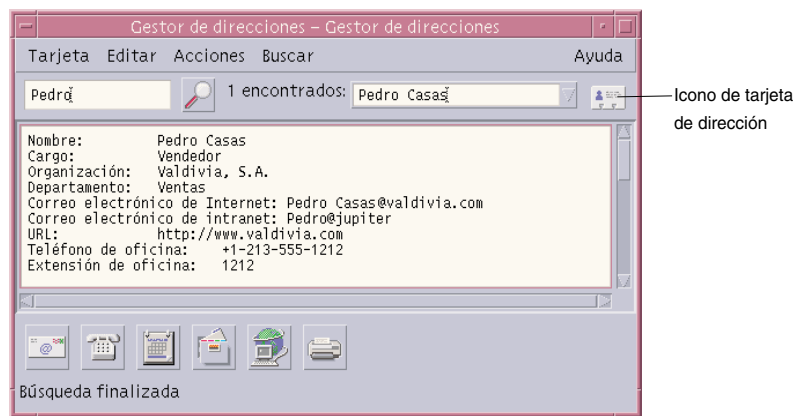 Gestor de direcciones – Gestor de direcciones
Tarjeta Editar Acciones Buscar Ayuda
Pedro 1 encontrados: Pedro Casas
Icono de tarjeta
de dirección
Nombre: Pedro Casas
Cargo: Vendedor
Organización: Valdivia, S.A.
Departamento: Ventas
Correo electrónico de Internet: Pedro Casas@valdivia.com
Correo electrónico de intranet: Pedro@jupiter
URL: http://www.valdivia.com
Teléfono de oficina: +1-213-555-1212
Extensión de oficina: 1212
Búsqueda finalizada